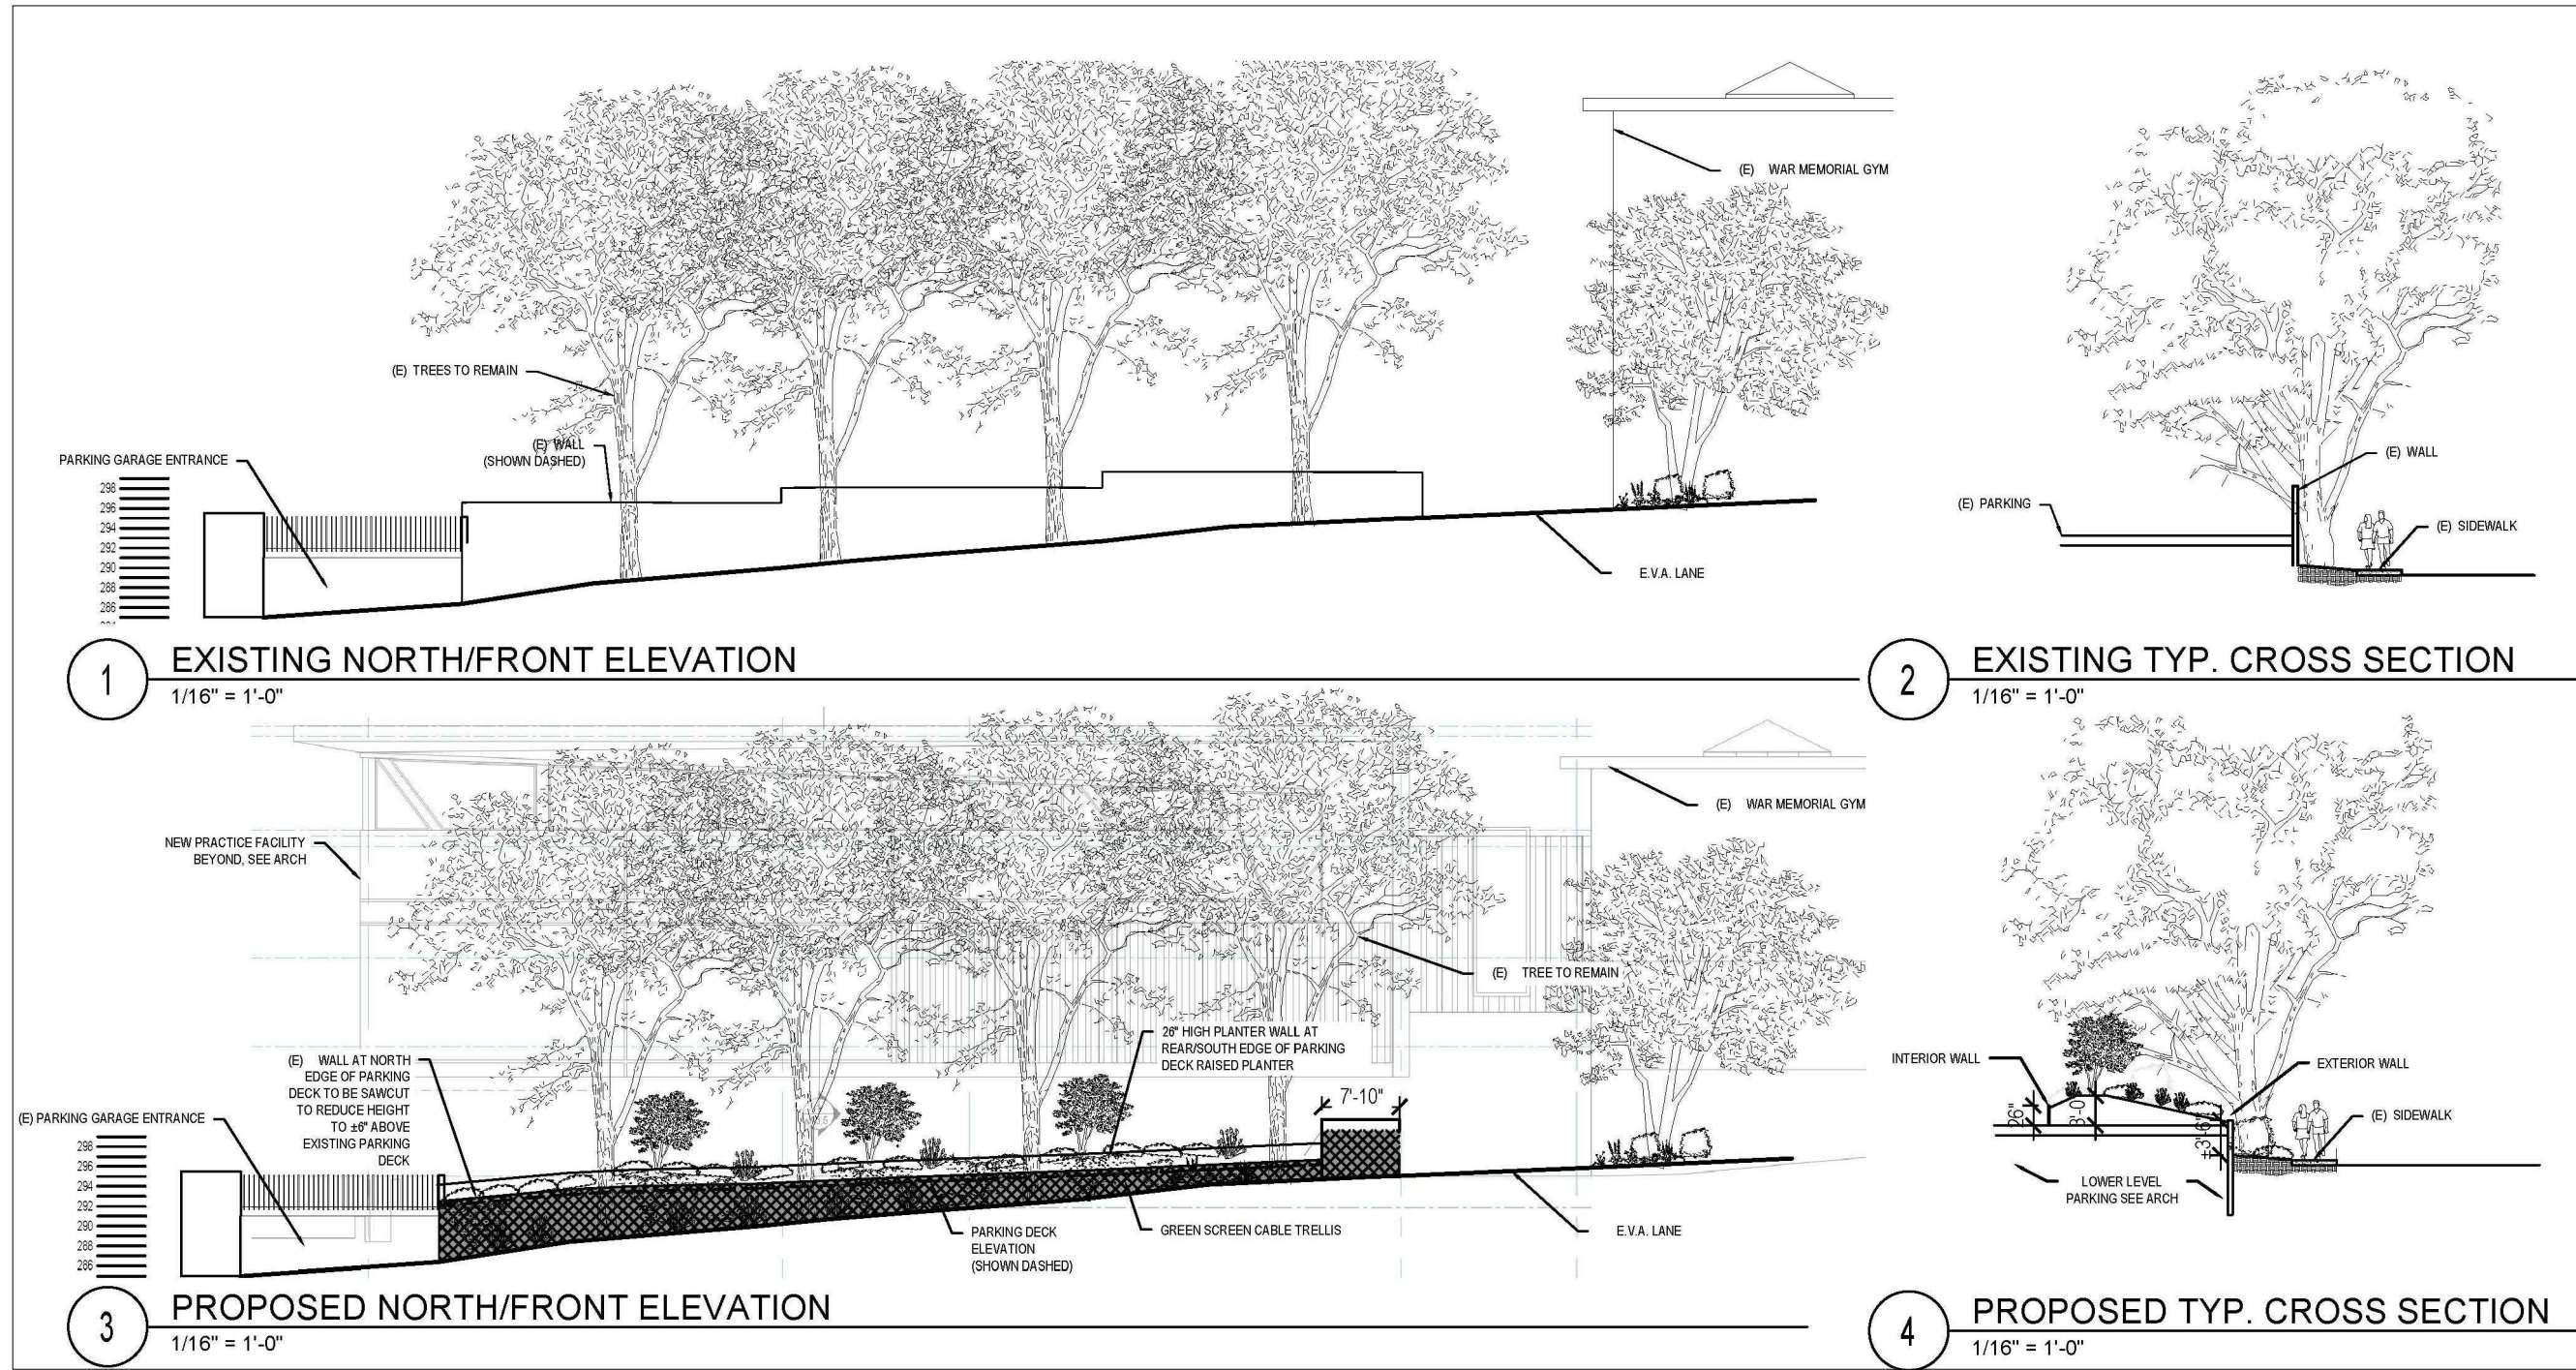 (E) WAR MEMORIAL GYM
(E) TREES TO REMAIN
(E) WALL
(SHOWN DASHED)
PARKING GARAGE ENTRANCE
298
296
294
292
290
288
286
E.V.A. LANE
1
EXISTING NORTH/FRONT ELEVATION
1/16" = 1'-0"
(E) WALL
(E) PARKING
(E) SIDEWALK
2
EXISTING TYP. CROSS SECTION
1/16" = 1'-0"
(E) WAR MEMORIAL GYM
NEW PRACTICE FACILITY
BEYOND, SEE ARCH
(E) TREE TO REMAIN
26" HIGH PLANTER WALL AT
REAR/SOUTH EDGE OF PARKING
DECK RAISED PLANTER
(E) WALL AT NORTH
EDGE OF PARKING
DECK TO BE SAWCUT
TO REDUCE HEIGHT
TO ±6" ABOVE
EXISTING PARKING
DECK
7'-10"
(E) PARKING GARAGE ENTRANCE
298
296
294
292
290
288
286
PARKING DECK
ELEVATION
(SHOWN DASHED)
GREEN SCREEN CABLE TRELLIS
E.V.A. LANE
3
PROPOSED NORTH/FRONT ELEVATION
1/16" = 1'-0"
INTERIOR WALL
EXTERIOR WALL
26"
3'-0"
±3'-6"
(E) SIDEWALK
LOWER LEVEL
PARKING SEE ARCH
4
PROPOSED TYP. CROSS SECTION
1/16" = 1'-0"